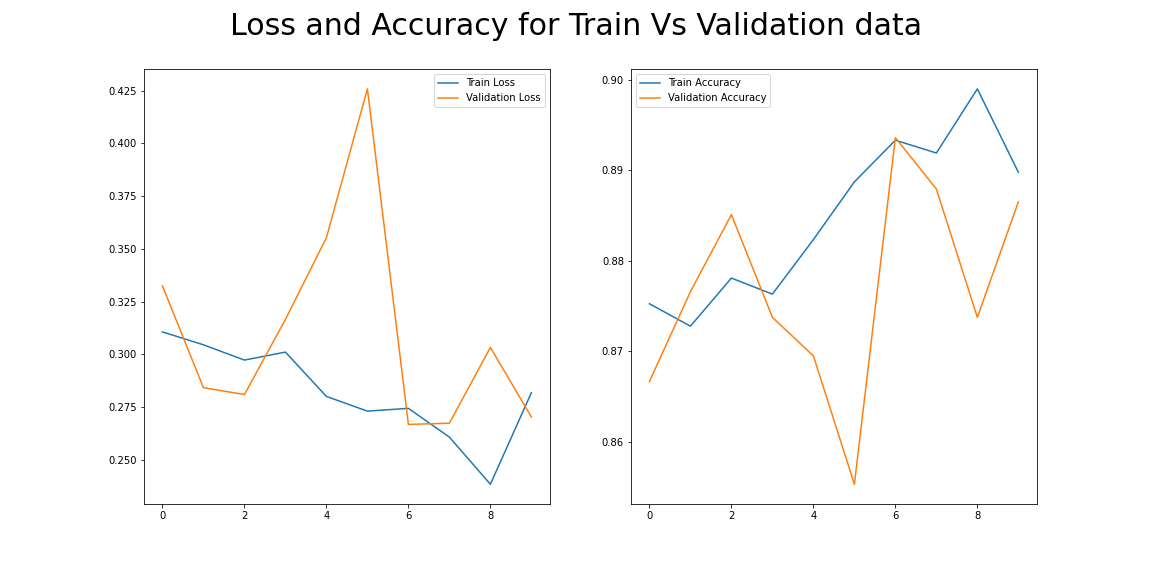 Loss and Accuracy for Train Vs Validation data
Train Loss
Validation Loss
0.425
0.400
0.375
0.350
0.325
0.300
0.275
0.250
0 2 4 6 8
Train Accuracy
Validation Accuracy
0.90
0.89
0.88
0.87
0.86
0 2 4 6 8